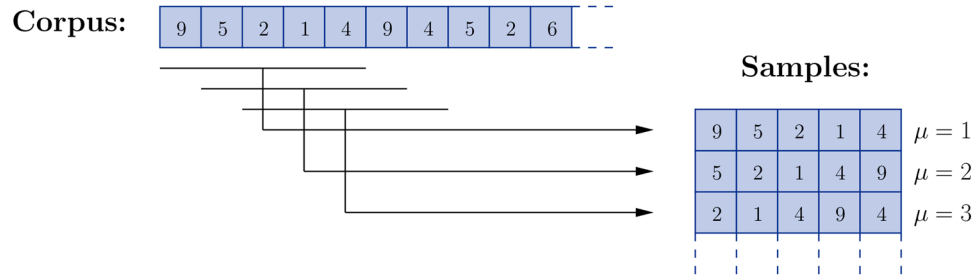 Corpus: 9 5 2 1 4 9 4 5 2 6
Samples:
9 5 2 1 4 μ = 1
5 2 1 4 9 μ = 2
2 1 4 9 4 μ = 3